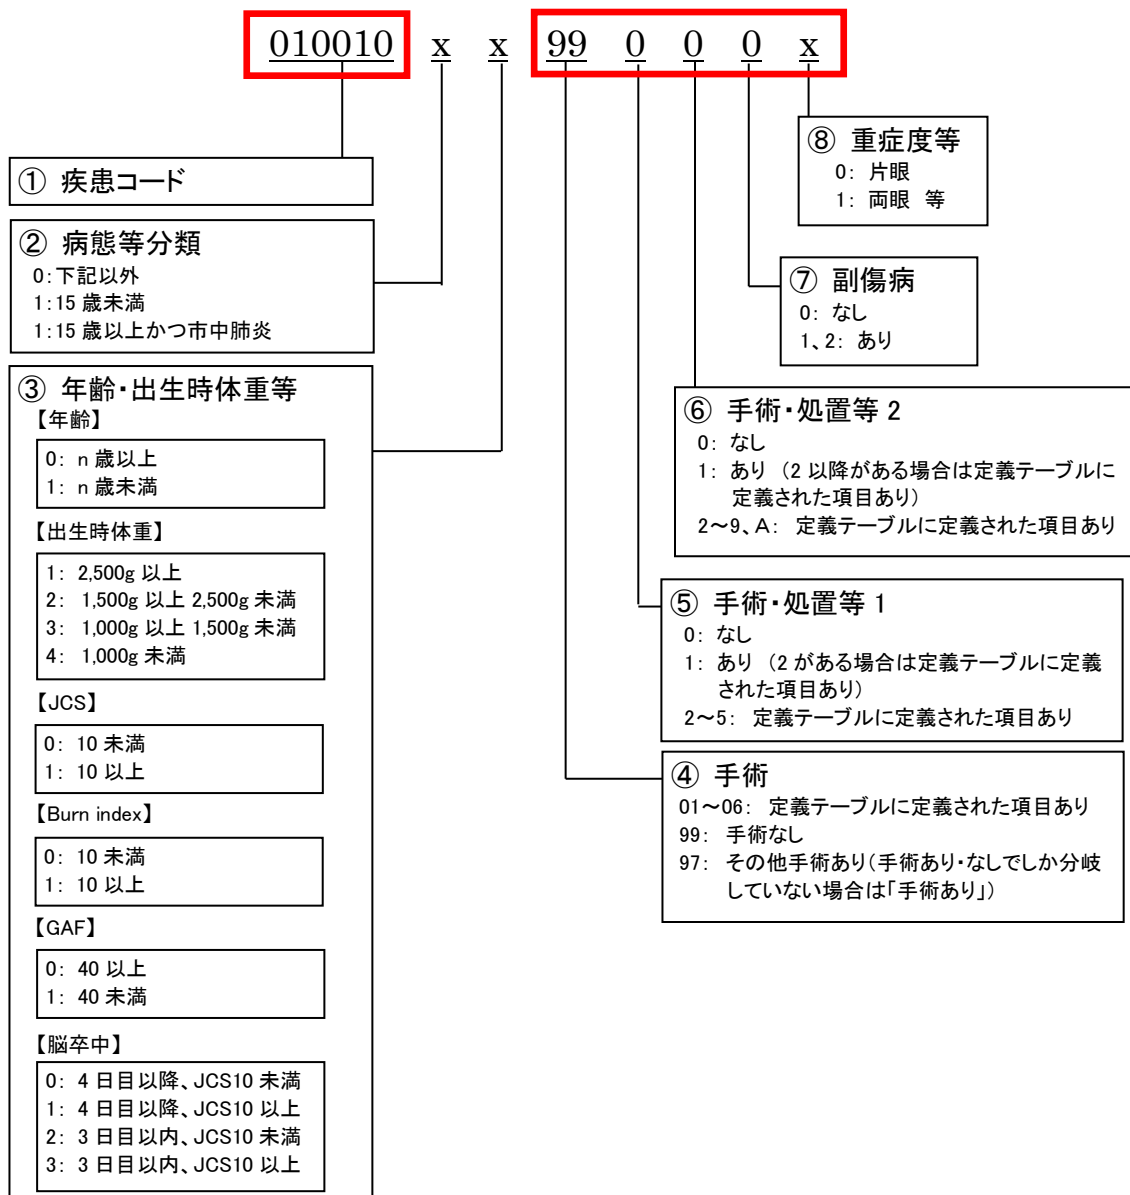 010010 x x 99 0 0 0 x
① 疾患コード
② 病態等分類
0:下記以外
1:15 歳未満
1:15 歳以上かつ市中肺炎
③ 年齢・出生時体重等
【年齢】
0: n 歳以上
1: n 歳未満
【出生時体重】
1: 2,500g 以上
2: 1,500g 以上 2,500g 未満
3: 1,000g 以上 1,500g 未満
4: 1,000g 未満
【JCS】
0: 10 未満
1: 10 以上
【Burn index】
0: 10 未満
1: 10 以上
【GAF】
0: 40 以上
1: 40 未満
【脳卒中】
0: 4 日目以降、JCS10 未満
1: 4 日目以降、JCS10 以上
2: 3 日目以内、JCS10 未満
3: 3 日目以内、JCS10 以上
⑧ 重症度等
0: 片眼
1: 両眼 等
⑦ 副傷病
0: なし
1、2: あり
⑥ 手術・処置等 2
0: なし
1: あり (2 以降がある場合は定義テーブルに
定義された項目あり)
2~9、A: 定義テーブルに定義された項目あり
⑤ 手術・処置等 1
0: なし
1: あり (2 がある場合は定義テーブルに定義
された項目あり)
2~5: 定義テーブルに定義された項目あり
④ 手術
01~06: 定義テーブルに定義された項目あり
99: 手術なし
97: その他手術あり(手術あり・なしでしか分岐
していない場合は「手術あり」)